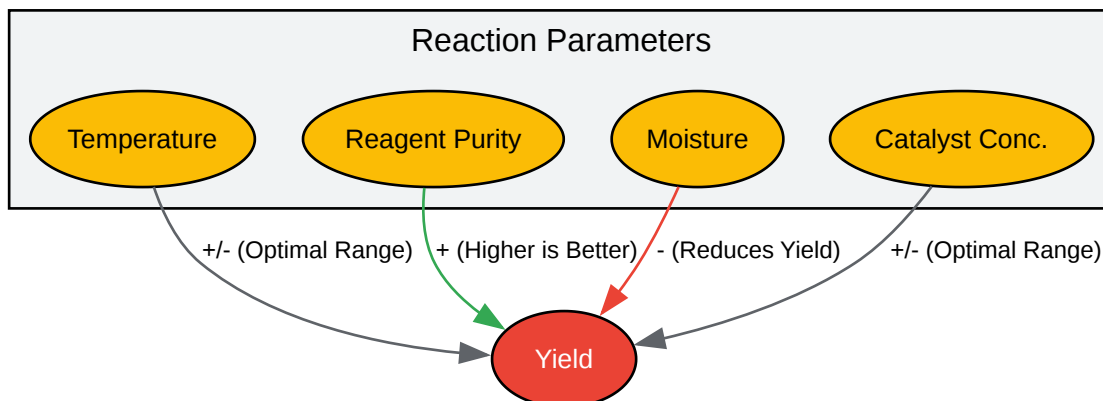 Reaction Parameters
Temperature
Reagent Purity
Moisture
Catalyst Conc.
+/- (Optimal Range)
+ (Higher is Better)
- (Reduces Yield)
+/- (Optimal Range)
Yield